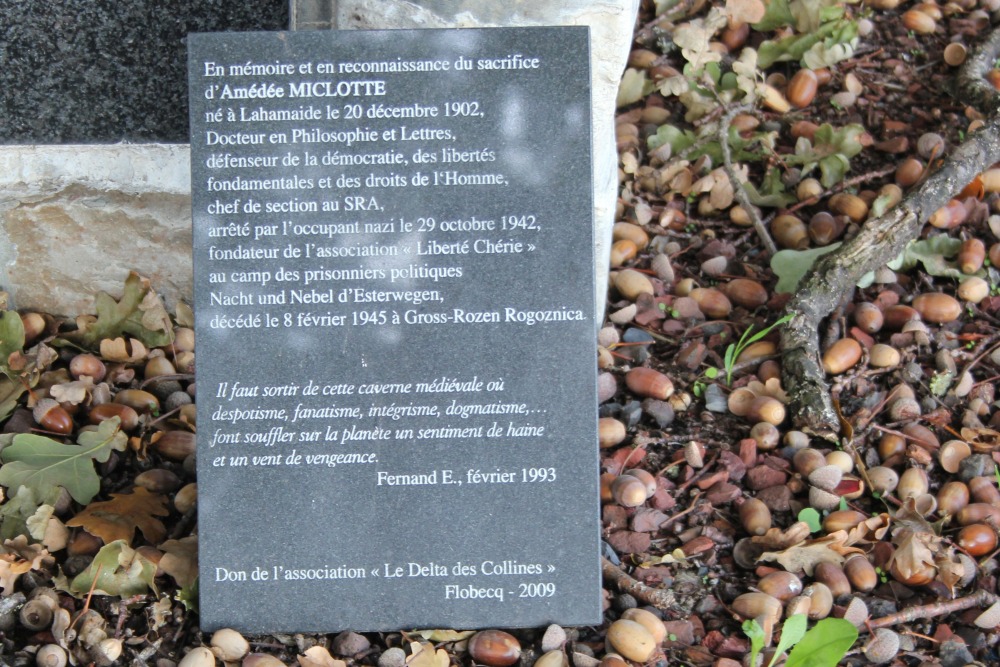 En mémoire et en reconnaissance du sacrifice
d'Amédée MICLOTTE
né à Lahamaide le 20 décembre 1902,
Docteur en Philosophie et Lettres,
défenseur de la démocratie, des libertés
fondamentales et des droits de l'Homme,
chef de section au SRA,
arrêté par l'occupant nazi le 29 octobre 1942,
fondateur de l'association « Liberté Chérie »
au camp des prisonniers politiques
Nacht und Nebel d'Esterwegen,
décédé le 8 février 1945 à Gross-Rozen Rogoznica.
Il faut sortir de cette caverne médiévale où
despotisme, fanatisme, intégrisme, dogmatisme,...
font souffler sur la planète un sentiment de haine
et un vent de vengeance.
Fernand E., février 1993
Don de l'association « Le Delta des Collines »
Flobecq - 2009